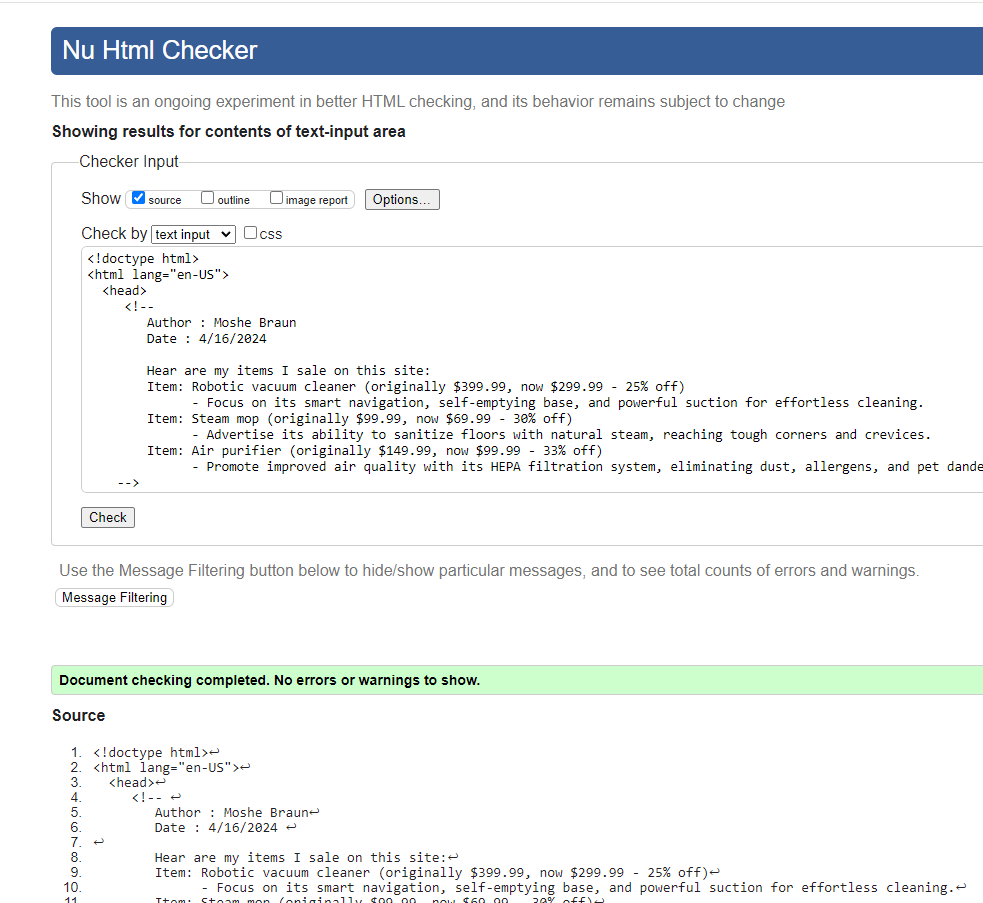 Nu Html Checker
This tool is an ongoing experiment in better HTML checking, and its behavior remains subject to change
Showing results for contents of text-input area
Checker Input
Show source outline image report Options...
Check by text input css
<!doctype html>
<html lang="en-US">
<head>
<!--
Author : Moshe Braun
Date : 4/16/2024
Hear are my items I sale on this site:
Item: Robotic vacuum cleaner (originally $399.99, now $299.99 - 25% off)
- Focus on its smart navigation, self-emptying base, and powerful suction for effortless cleaning.
Item: Steam mop (originally $99.99, now $69.99 - 30% off)
- Advertise its ability to sanitize floors with natural steam, reaching tough corners and crevices.
Item: Air purifier (originally $149.99, now $99.99 - 33% off)
- Promote improved air quality with its HEPA filtration system, eliminating dust, allergens, and pet dande
-->
Check
Use the Message Filtering button below to hide/show particular messages, and to see total counts of errors and warnings.
Message Filtering
Document checking completed. No errors or warnings to show.
Source
1. <!doctype html>↩
2. <html lang="en-US">↩
3. <head>↩
4. <!-- ↩
5. Author : Moshe Braun↩
6. Date : 4/16/2024 ↩
7. ↩
8. Hear are my items I sale on this site:↩
9. Item: Robotic vacuum cleaner (originally $399.99, now $299.99 - 25% off)↩
10. - Focus on its smart navigation, self-emptying base, and powerful suction for effortless cleaning.↩
11. Item: Steam mop (originally $99.99, now $69.99 - 30% off)↩